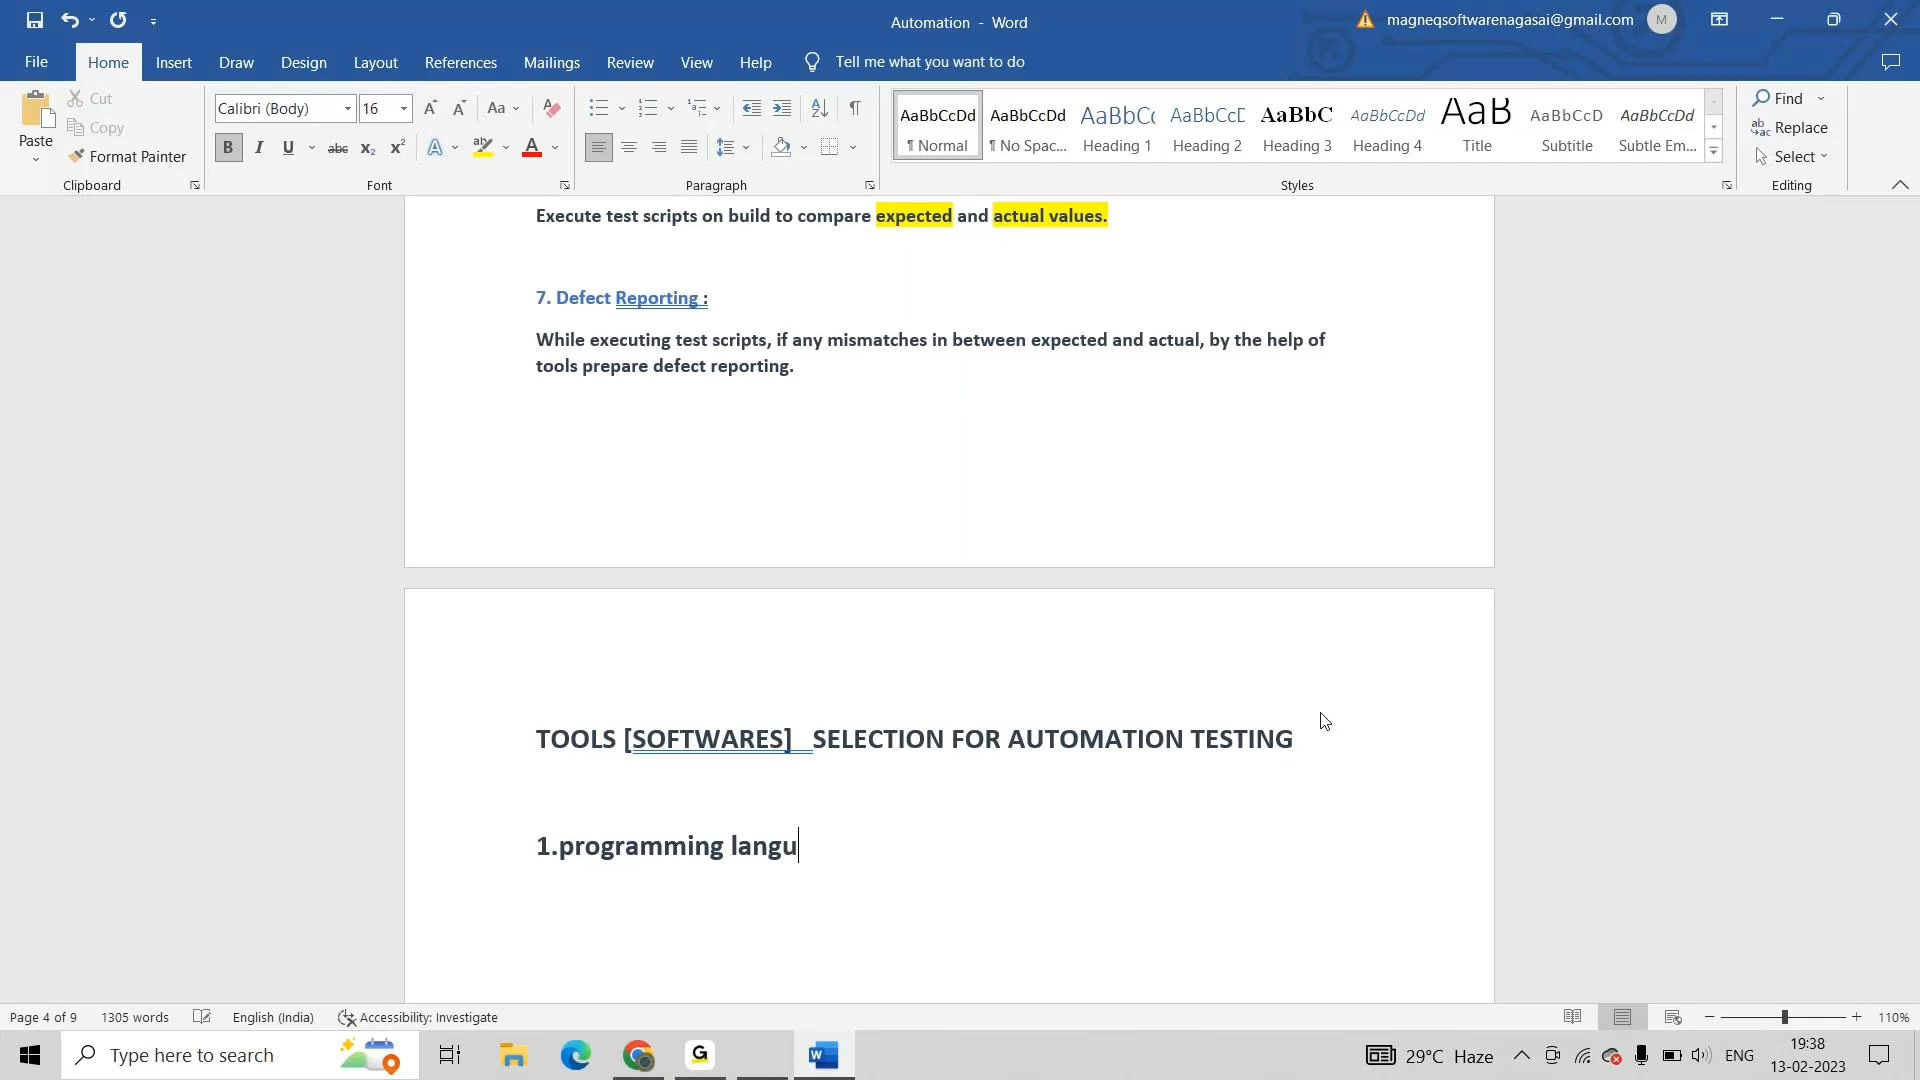 Automation - Word
magneqsoftwarenagasai@gmail.com
M
File Home Insert Draw Design Layout References Mailings Review View Help Tell me what you want to do
Paste
Cut
Copy
Format Painter
Clipboard
Calibri (Body) 16
Aa
B I U abc x₂ x² A ab A
Font
Paragraph
AaBbCcDd AaBbCcDd AaBbCc AaBbCcD AaBbC AaBbCcDd AaB AaBbCcD AaBbCcDd
¶ Normal ¶ No Spac... Heading 1 Heading 2 Heading 3 Heading 4 Title Subtitle Subtle Em...
Styles
Find
Replace
Select
Editing
Execute test scripts on build to compare expected and actual values.
7. Defect Reporting :
While executing test scripts, if any mismatches in between expected and actual, by the help of
tools prepare defect reporting.
TOOLS [SOFTWARES] SELECTION FOR AUTOMATION TESTING
1.programming langu
Page 4 of 9 1305 words English (India) Accessibility: Investigate 110%
Type here to search
29°C Haze ENG
19:38
13-02-2023